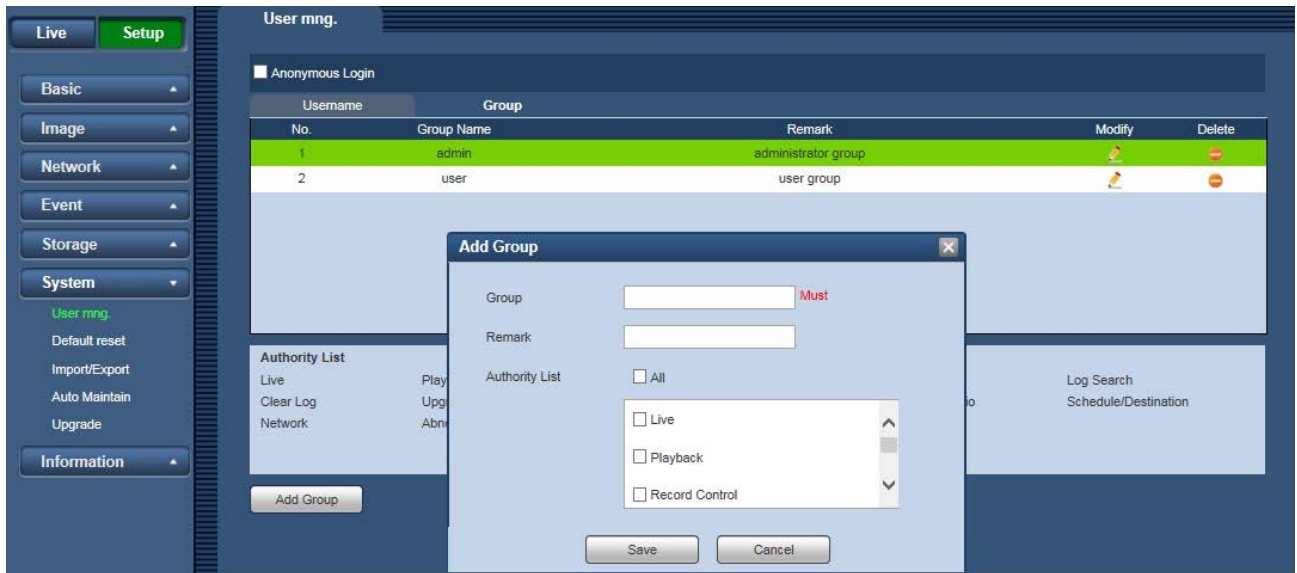 Live Setup
Basic
Image
Network
Event
Storage
System
User mng.
Default reset
Import/Export
Auto Maintain
Upgrade
Information
User mng.
Anonymous Login
Username Group
No. Group Name Remark Modify Delete
1 admin administrator group
2 user user group
Authority List
Live Log Search
Clear Log Schedule/Destination
Network
Add Group
Add Group
Group Must
Remark
Authority List All
Live
Playback
Record Control
Save Cancel